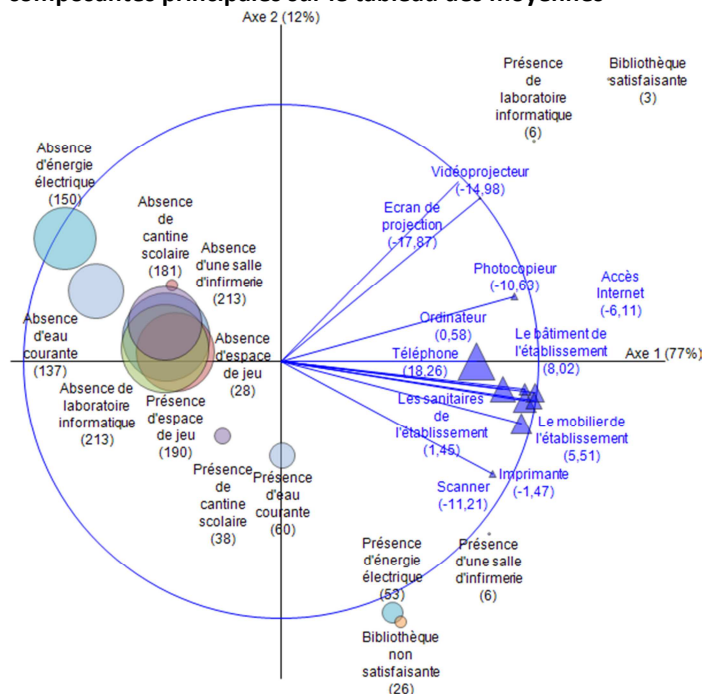 composantes principales sur le tableau des moyennes
Axe 2 (12%)
Présence
de
laboratoire
informatique
(6)
Bibliothèque
satisfaisante
(3)
Absence
d'énergie
électrique
(150)
Vidéoprojecteur
(-14,98)
Absence
de
cantine
scolaire
(181)
Ecran de
projection
(-17,87)
Absence
d'une salle
d'infirmerie
(213)
Photocopieur
(-10,63)
Accès
Internet
(-6,11)
Absence
d'eau
courante
(137)
Absence
d'espace
de jeu
(28)
Ordinateur
(0,58)
Téléphone
(18,26)
Le bâtiment de
l'établissement
(8,02)
Axe 1 (77%)
Absence de
laboratoire
informatique
(213)
Présence
d'espace
de jeu
(190)
Les sanitaires
de
l'établissement
(1,45)
Le mobilier de
l'établissement
(5,51)
Présence
de
cantine
scolaire
(38)
Présence
d'eau
courante
(60)
Scanner
(-11,21)
Imprimante
(-1,47)
Présence
d'énergie
électrique
(53)
Présence
d'une salle
d'infirmerie
(6)
Bibliothèque
non
satisfaisante
(26)